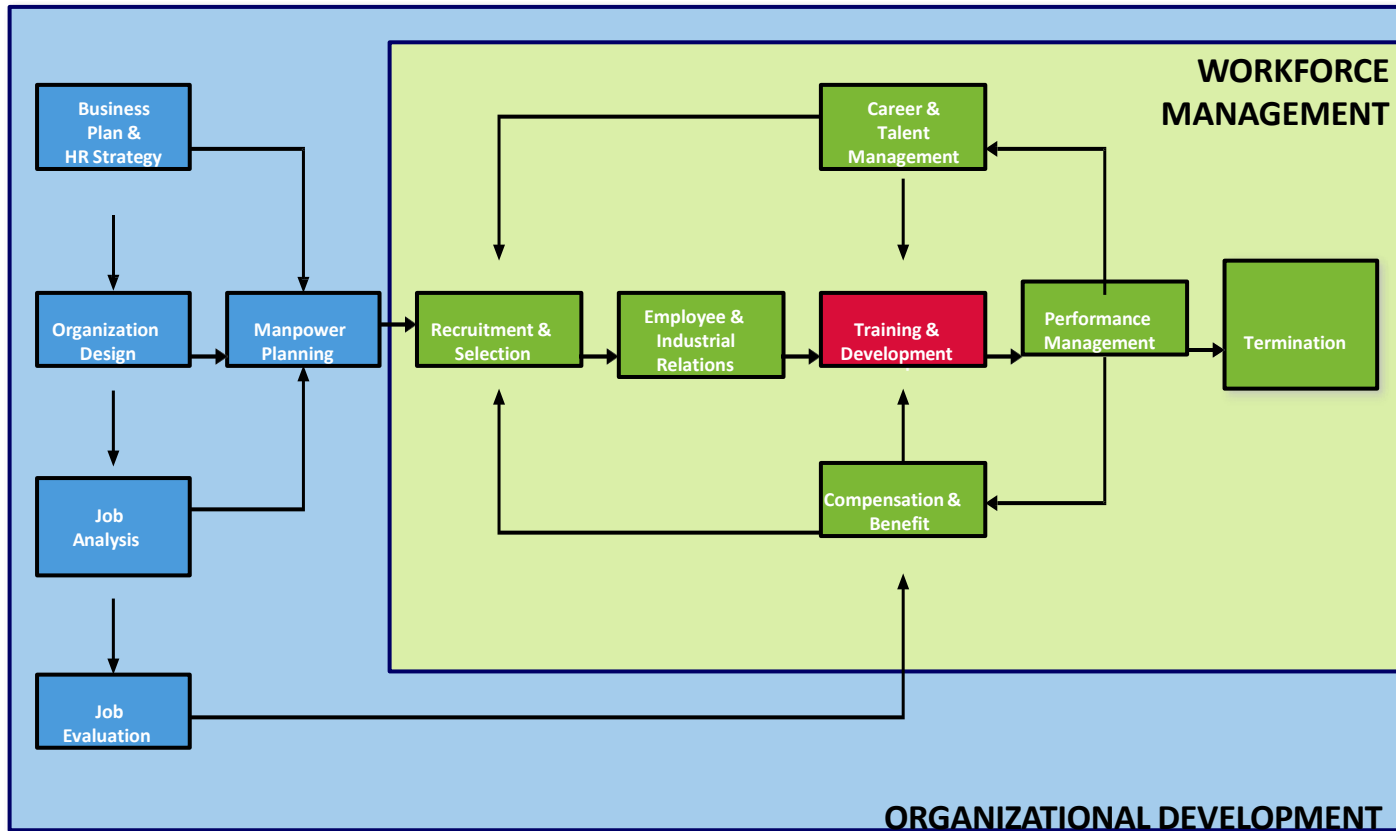 WORKFORCE
MANAGEMENT
Business
Plan &
HR Strategy
Career &
Talent
Management
Organization
Design
Manpower
Planning
Recruitment &
Selection
Employee &
Industrial
Relations
Training &
Development
Performance
Management
Termination
Job
Analysis
Compensation &
Benefit
Job
Evaluation
ORGANIZATIONAL DEVELOPMENT